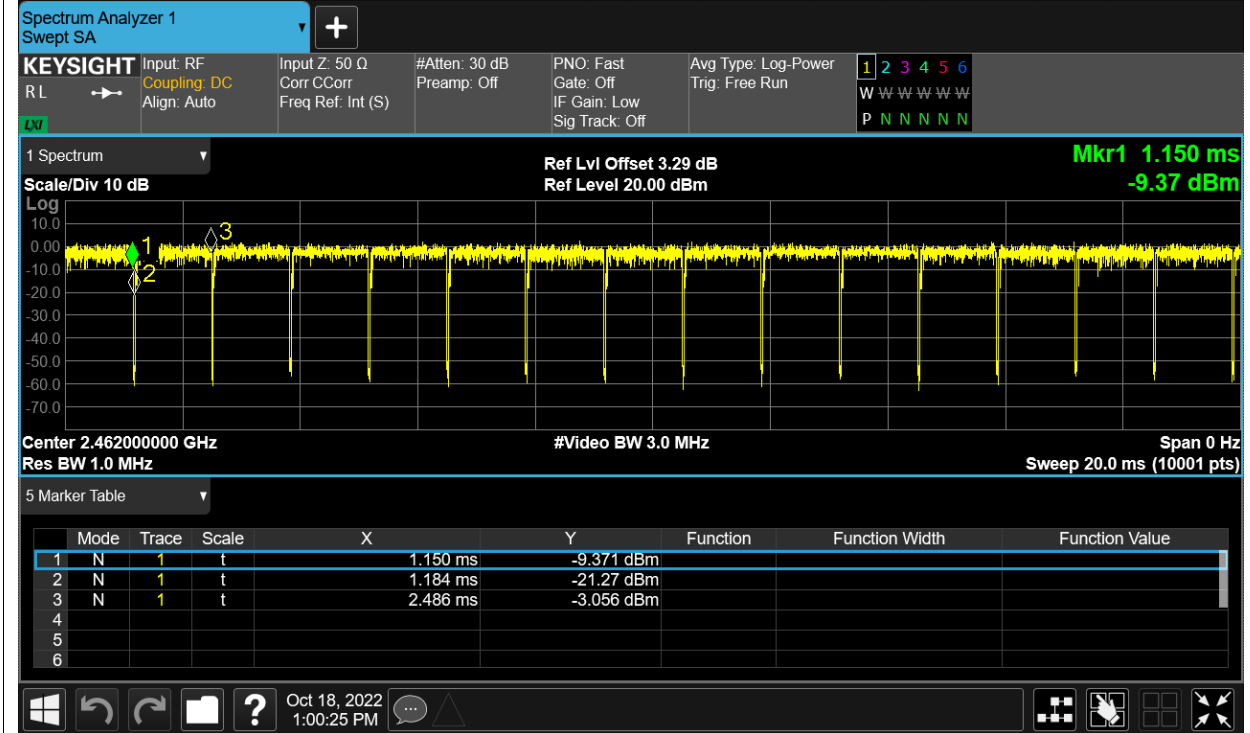 Spectrum Analyzer 1
Swept SA
+
KEYSIGHT
R L
LXI
Input: RF
Coupling: DC
Align: Auto
Input Z: 50 Ω
Corr CCorr
Freq Ref: Int (S)
#Atten: 30 dB
Preamp: Off
PNO: Fast
Gate: Off
IF Gain: Low
Sig Track: Off
Avg Type: Log-Power
Trig: Free Run
1 2 3 4 5 6
W W W W W W
P N N N N N
1 Spectrum
Scale/Div 10 dB
Log
Ref Lvl Offset 3.29 dB
Ref Level 20.00 dBm
Mkr1 1.150 ms
-9.37 dBm
10.0
0.00
-10.0
-20.0
-30.0
-40.0
-50.0
-60.0
-70.0
1
2
3
Center 2.462000000 GHz
Res BW 1.0 MHz
#Video BW 3.0 MHz
Span 0 Hz
Sweep 20.0 ms (10001 pts)
5 Marker Table
Mode Trace Scale X Y Function Function Width Function Value
1 N 1 t 1.150 ms -9.371 dBm
2 N 1 t 1.184 ms -21.27 dBm
3 N 1 t 2.486 ms -3.056 dBm
4
5
6
?
Oct 18, 2022
1:00:25 PM